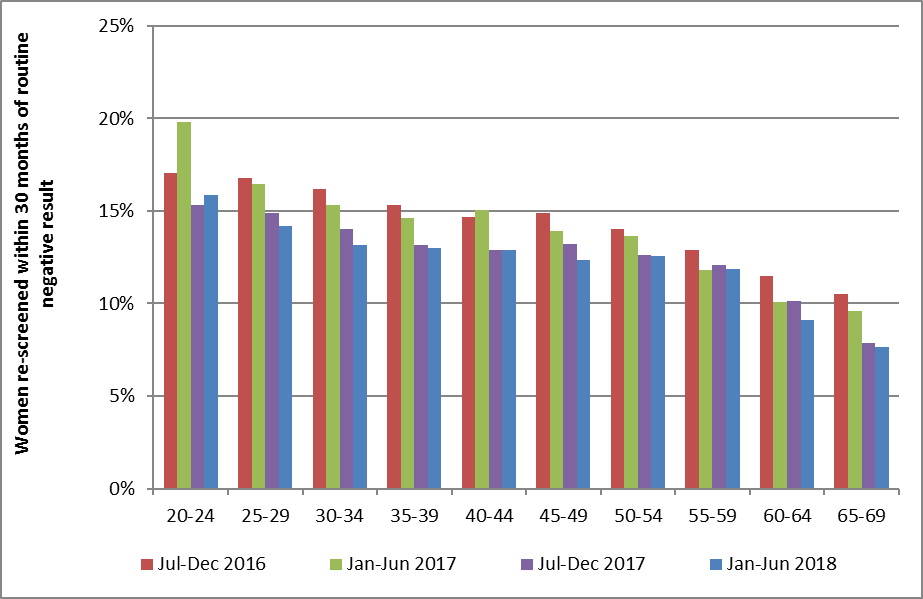 Women re-screened within 30 months of routine
negative result
25%
20%
15%
10%
5%
0%
20-24 25-29 30-34 35-39 40-44 45-49 50-54 55-59 60-64 65-69
Jul-Dec 2016 Jan-Jun 2017 Jul-Dec 2017 Jan-Jun 2018